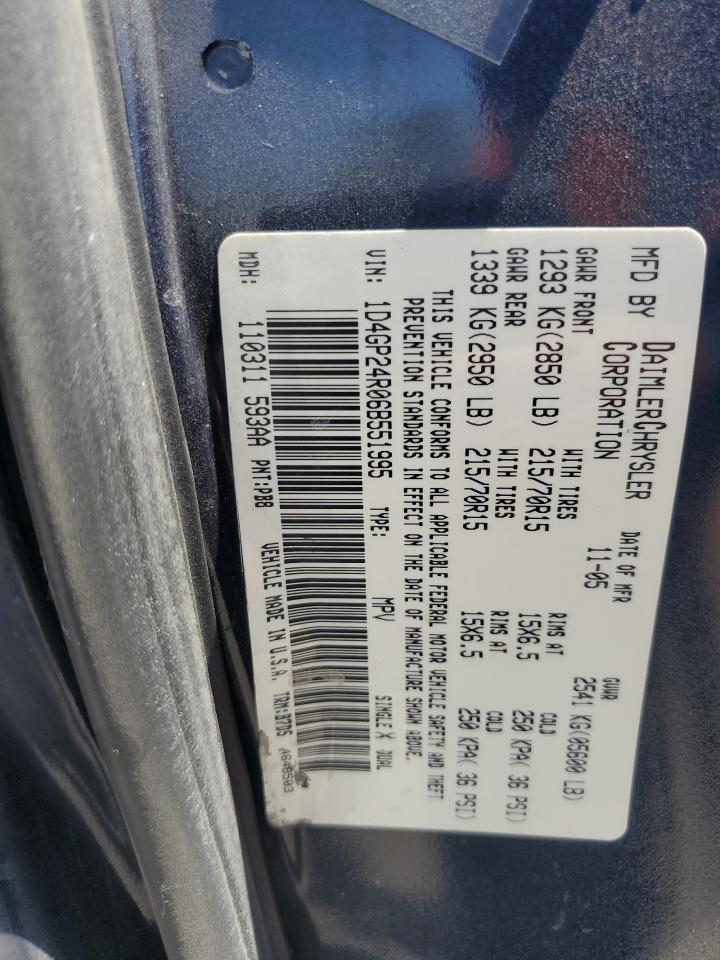 MFD BY DAIMLERCHRYSLER CORPORATION
DATE OF MFR 11-05
GVWR 2541 KG(05600 LB)
GAWR FRONT WITH TIRES RIMS AT COLD
1293 KG(2850 LB) 215/70R15 15X6.5 250 KPA( 36 PSI)
GAWR REAR WITH TIRES RIMS AT COLD
1339 KG(2950 LB) 215/70R15 15X6.5 250 KPA( 36 PSI)
THIS VEHICLE CONFORMS TO ALL APPLICABLE FEDERAL MOTOR VEHICLE SAFETY AND THEFT
PREVENTION STANDARDS IN EFFECT ON THE DATE OF MANUFACTURE SHOWN ABOVE.
VIN: 1D4GP24R06B551995 TYPE: MPV SINGLE X DUAL
MDH: 110311 593AA PNT:PB8 VEHICLE MADE IN U.S.A. TRM:B7D5 A648503